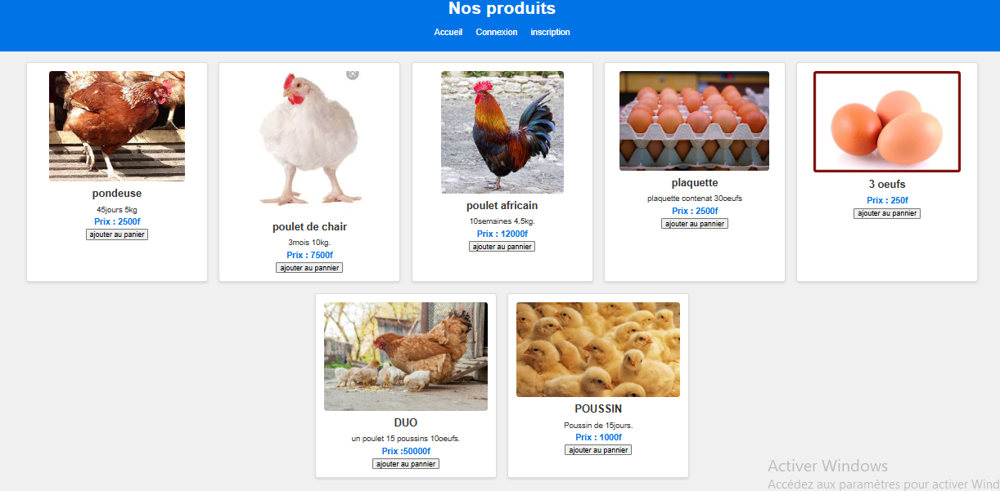 Nos produits
Accueil Connexion inscription
pondeuse
45jours 5kg
Prix : 2500f
ajouter au panier
poulet de chair
3mois 10kg.
Prix : 7500f
ajouter au pannier
poulet africain
10semaines 4.5kg.
Prix : 12000f
ajouter au pannier
plaquette
plaquette contenat 30oeufs
Prix : 2500f
ajouter au pannier
3 oeufs
Prix : 250f
ajouter au pannier
DUO
un poulet 15 poussins 10oeufs.
Prix :50000f
ajouter au pannier
POUSSIN
Poussin de 15jours.
Prix : 1000f
ajouter au pannier
Activer Windows
Accédez aux paramètres pour activer Wind